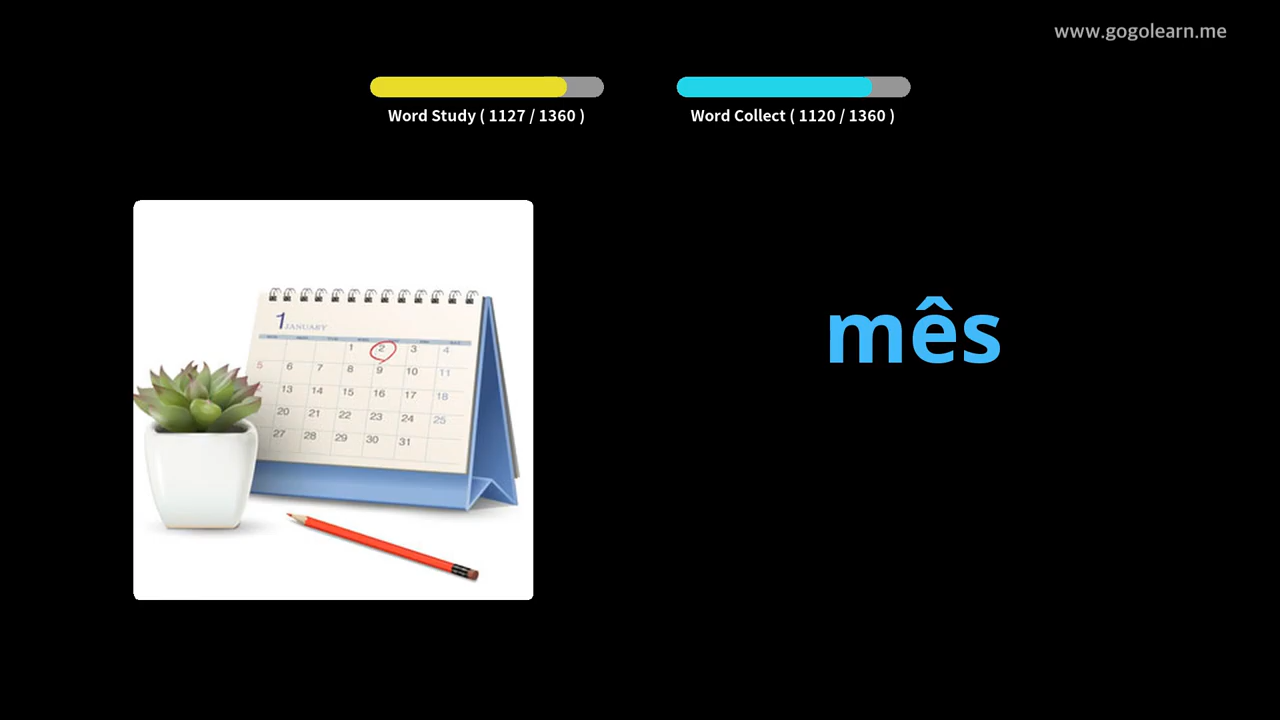 www.gogolearn.me
Word Study ( 1127 / 1360 )
Word Collect ( 1120 / 1360 )
mês
1 JANUARY
1 2 3 4
5 6 7 8 9 10 11
13 14 15 16 17 18
20 21 22 23 24 25
27 28 29 30 31